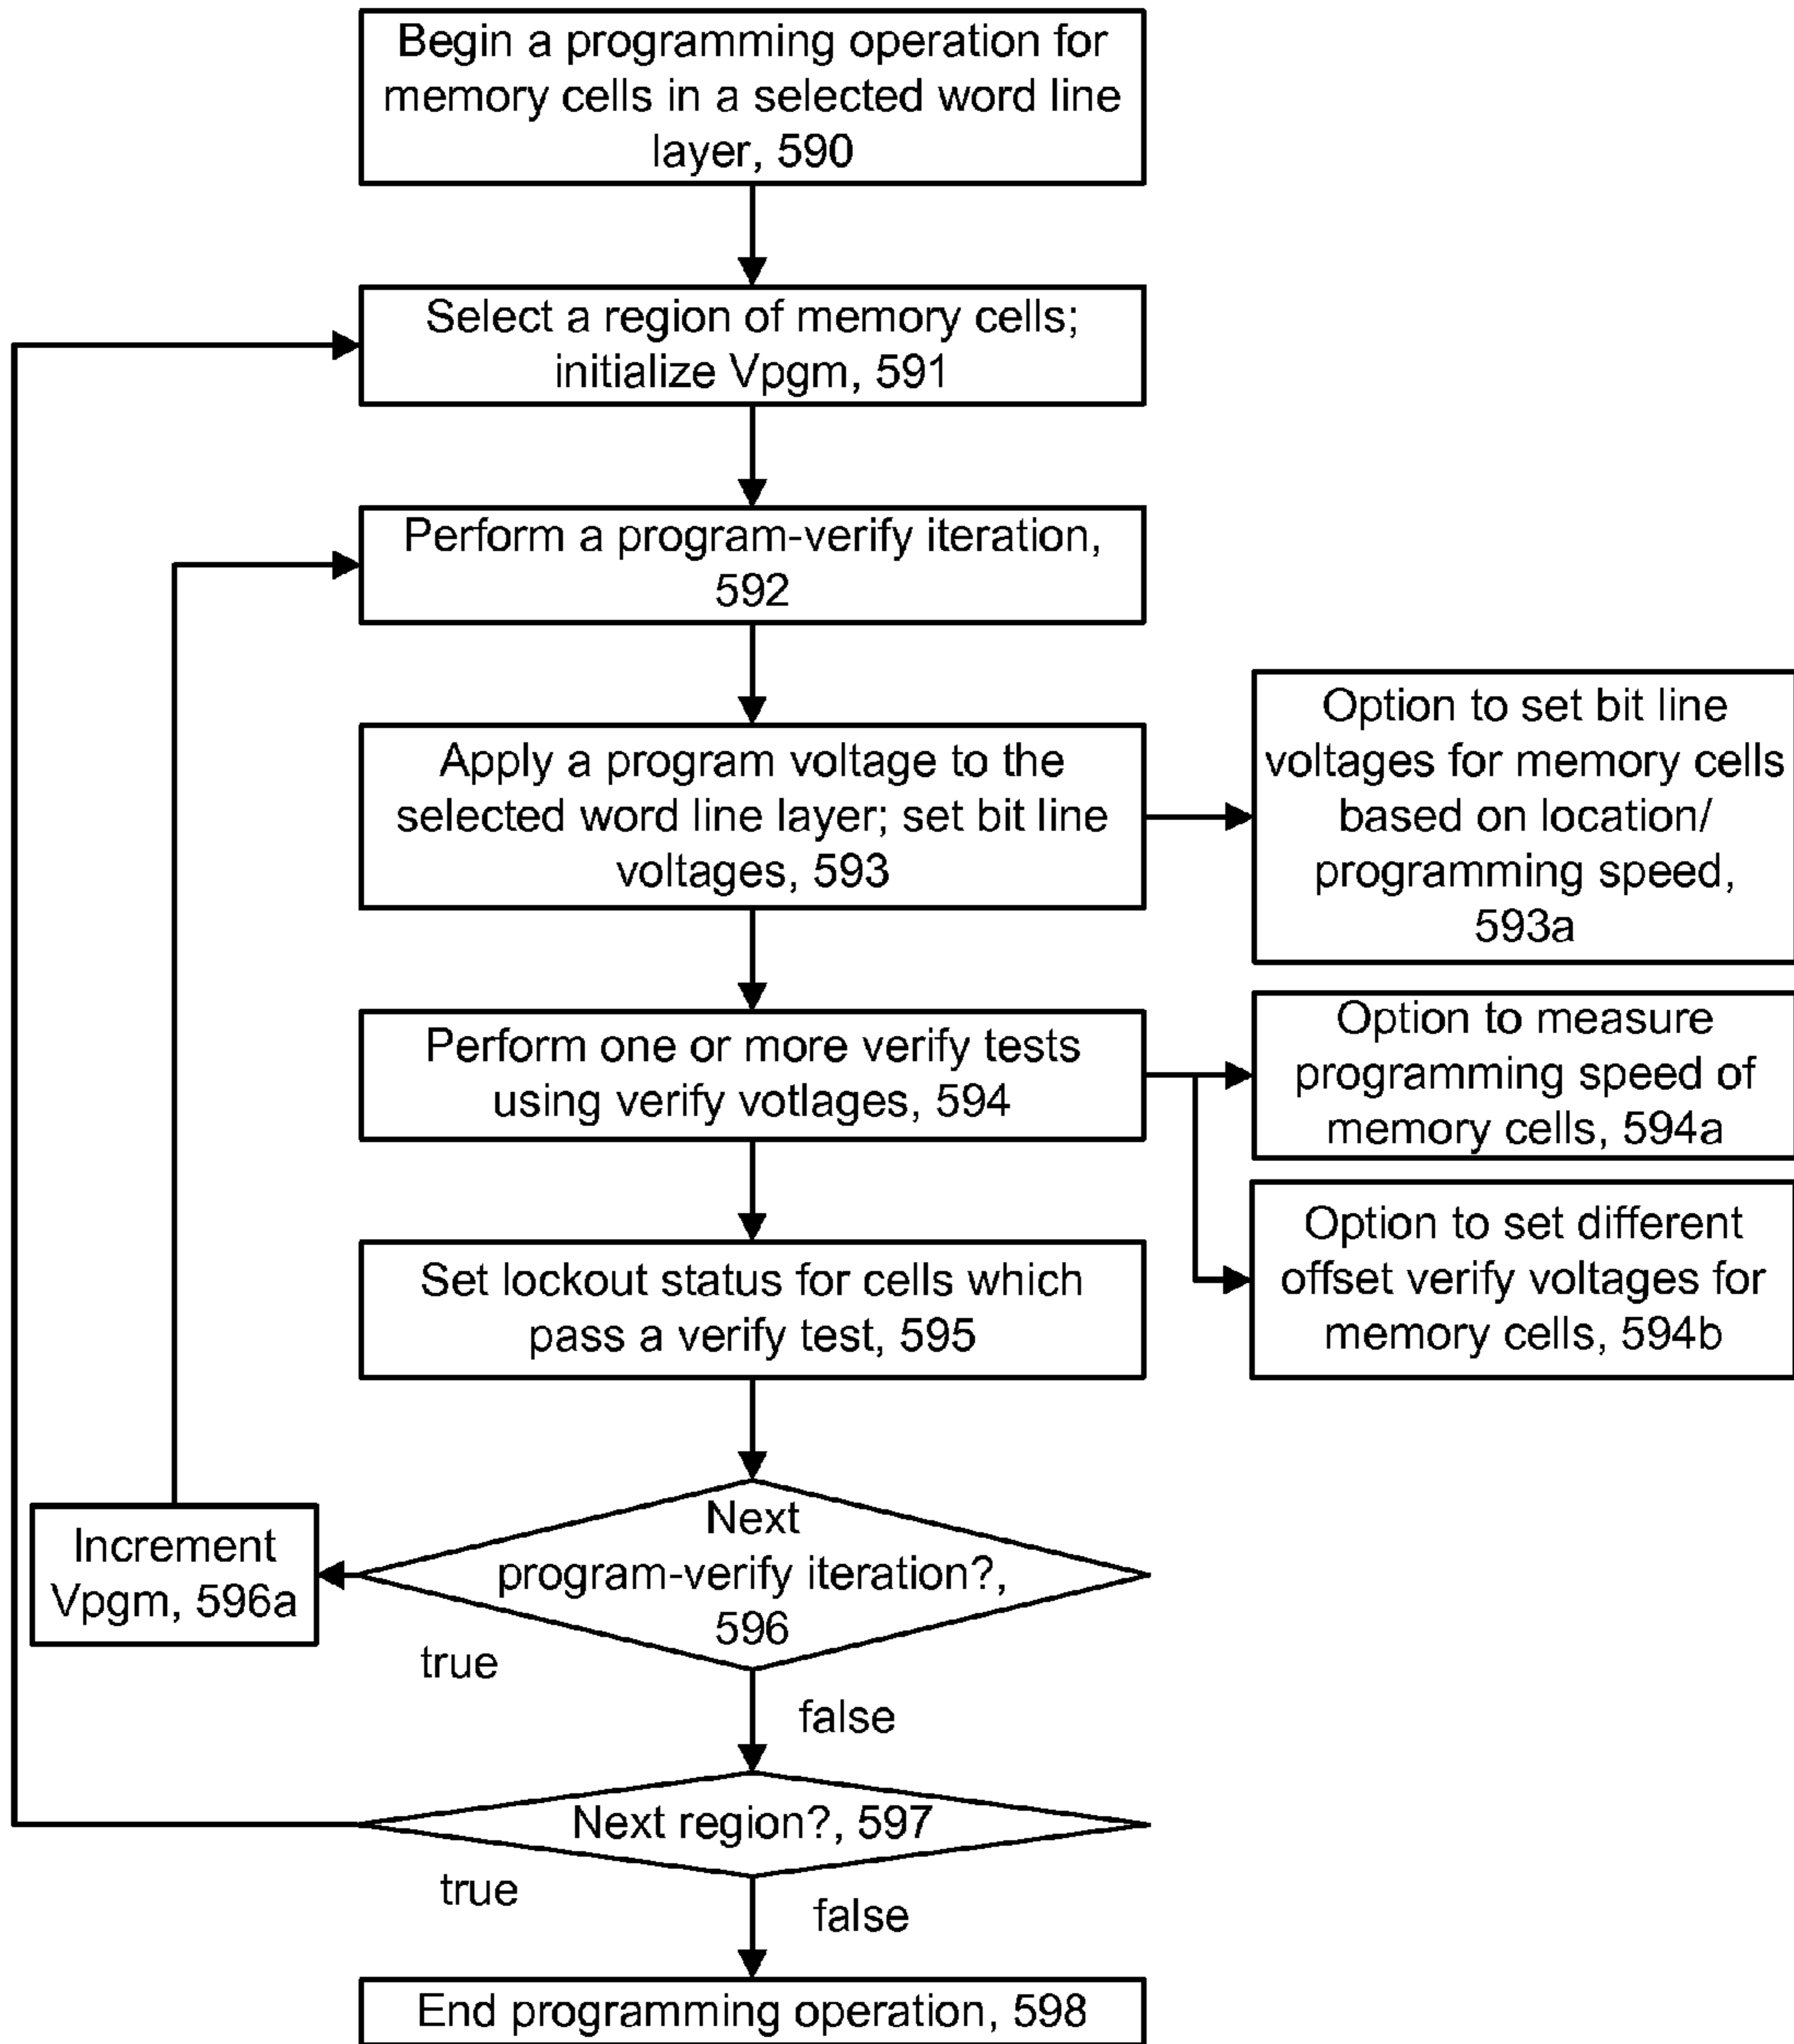 Begin a programming operation for
memory cells in a selected word line
layer, 590
Select a region of memory cells;
initialize Vpgm, 591
Perform a program-verify iteration,
592
Apply a program voltage to the
selected word line layer; set bit line
voltages, 593
Option to set bit line
voltages for memory cells
based on location/
programming speed,
593a
Perform one or more verify tests
using verify votlages, 594
Option to measure
programming speed of
memory cells, 594a
Option to set different
offset verify voltages for
memory cells, 594b
Set lockout status for cells which
pass a verify test, 595
Next
program-verify iteration?,
596
Increment
Vpgm, 596a
true
false
Next region?, 597
true
false
End programming operation, 598